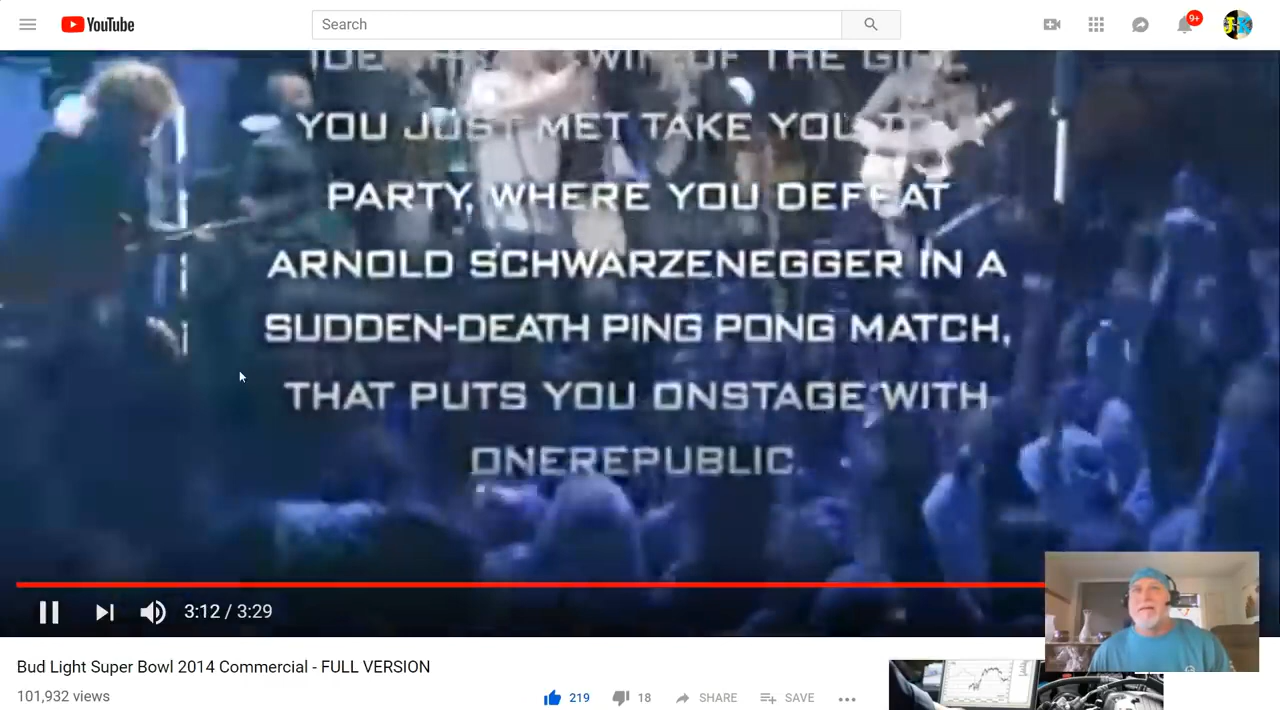 YouTube
Search
9+
OF THE
YOU JUST MET TAKE YOU
PARTY, WHERE YOU DEFEAT
ARNOLD SCHWARZENEGGER IN A
SUDDEN-DEATH PING PONG MATCH,
THAT PUTS YOU ONSTAGE WITH
ONEREPUBLIC.
3:12 / 3:29
Bud Light Super Bowl 2014 Commercial - FULL VERSION
101,932 views
219
18
SHARE
SAVE